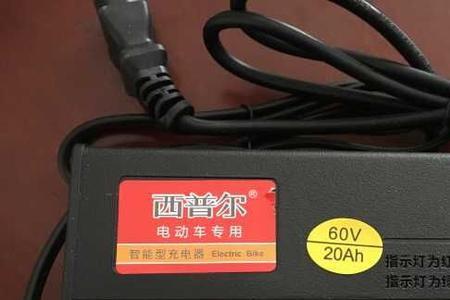 西普尔®
电动车专用
智能型充电器 Electric Bike
60V
20Ah
指示灯为红
指示灯为绿